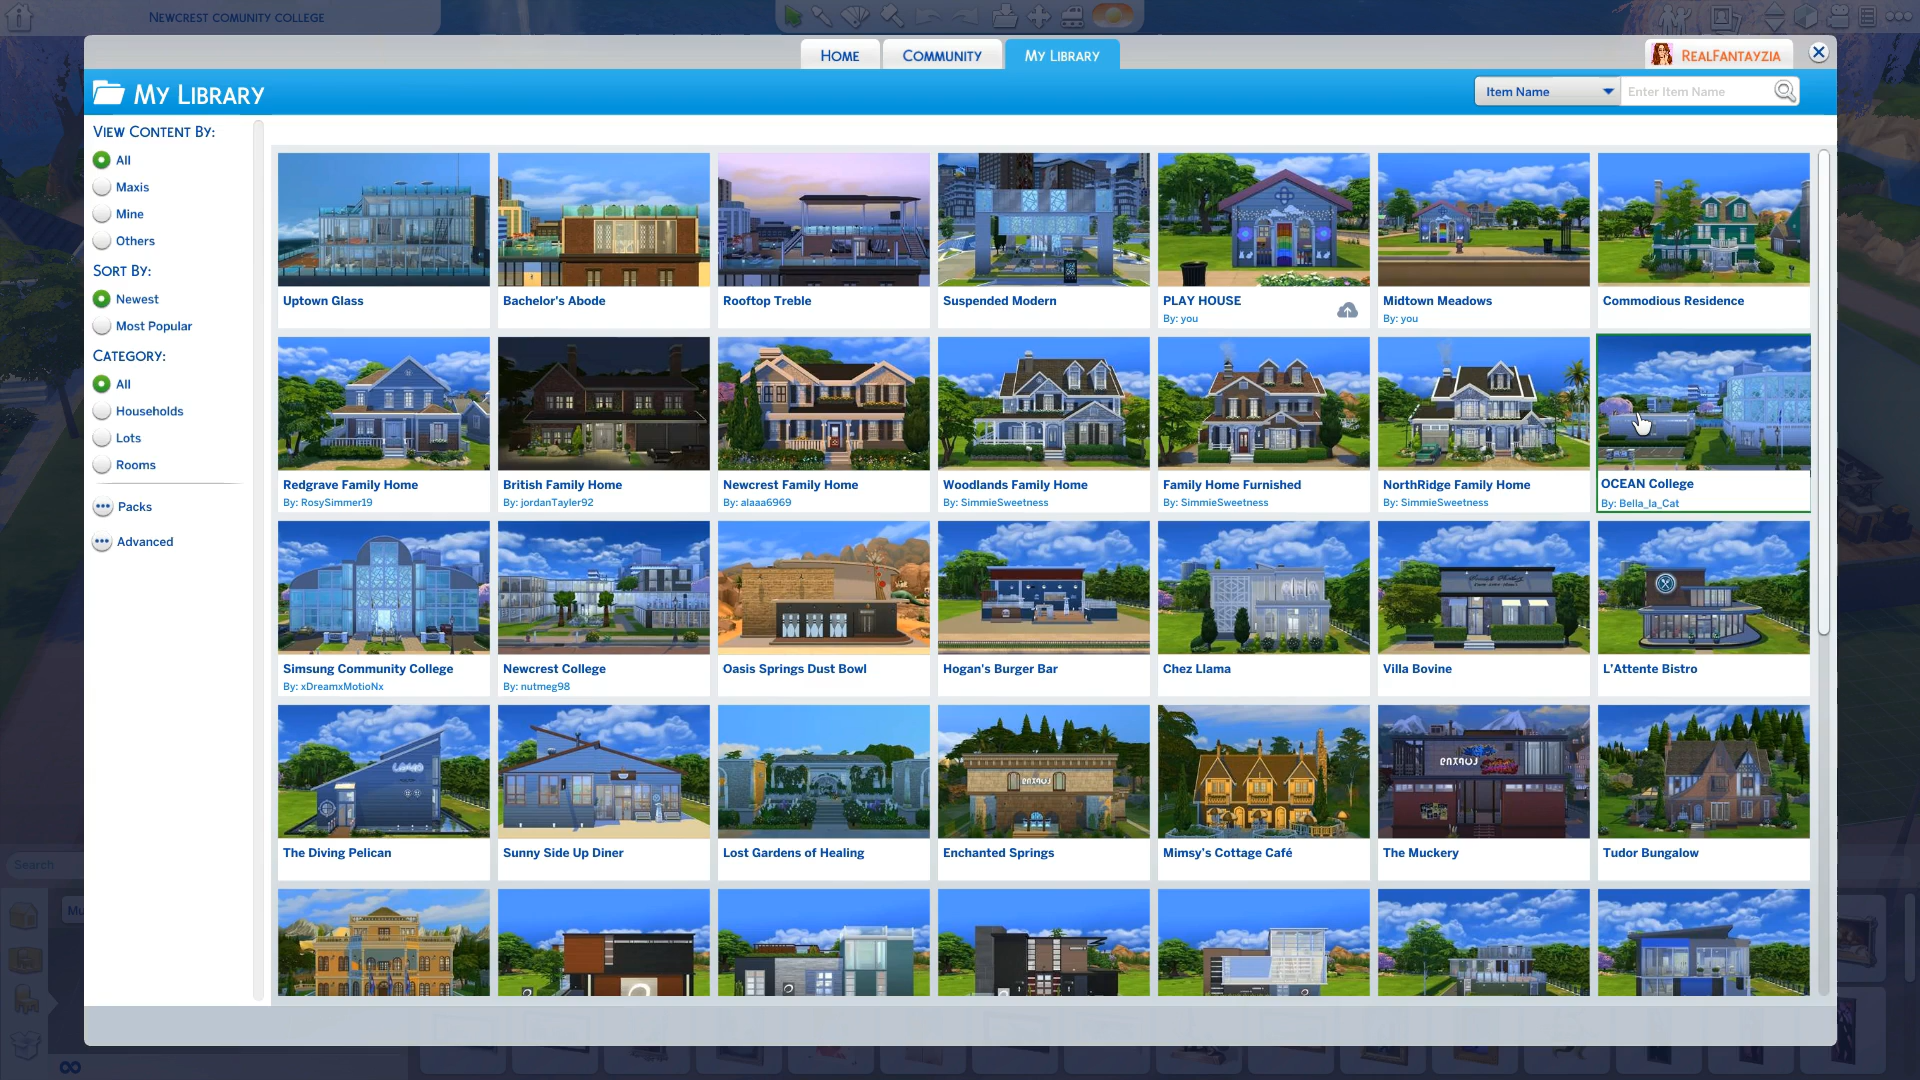 NEWCREST COMUNITY COLLEGE
HOME
COMMUNITY
MY LIBRARY
REALFANTAYZIA
MY LIBRARY
Item Name
Enter Item Name
VIEW CONTENT BY:
All
Maxis
Mine
Others
SORT BY:
Newest
Most Popular
CATEGORY:
All
Households
Lots
Rooms
Packs
Advanced
Uptown Glass
Bachelor's Abode
Rooftop Treble
Suspended Modern
PLAY HOUSE
By: you
Midtown Meadows
By: you
Commodious Residence
Redgrave Family Home
By: RosySimmer19
British Family Home
By: jordanTayler92
Newcrest Family Home
By: alaaa6969
Woodlands Family Home
By: SimmieSweetness
Family Home Furnished
By: SimmieSweetness
NorthRidge Family Home
By: SimmieSweetness
OCEAN College
By: Bella_la_Cat
Simsung Community College
By: xDreamxMotioNx
Newcrest College
By: nutmeg98
Oasis Springs Dust Bowl
Hogan's Burger Bar
Chez Llama
Villa Bovine
L'Attente Bistro
The Diving Pelican
Sunny Side Up Diner
Lost Gardens of Healing
Enchanted Springs
Mimsy's Cottage Café
The Muckery
Tudor Bungalow
Search
Mu